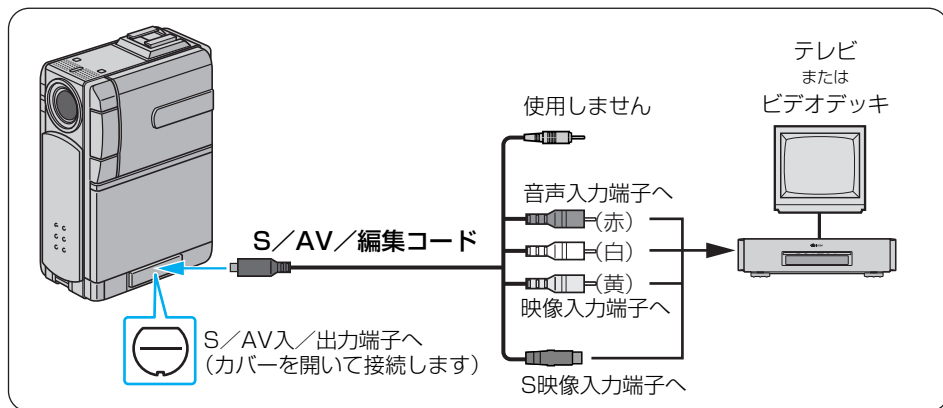 テレビ
または
ビデオデッキ
使用しません
音声入力端子へ
(赤)
S／AV／編集コード
(白)
(黄)
映像入力端子へ
S／AV入／出力端子へ
(カバーを開いて接続します)
S映像入力端子へ